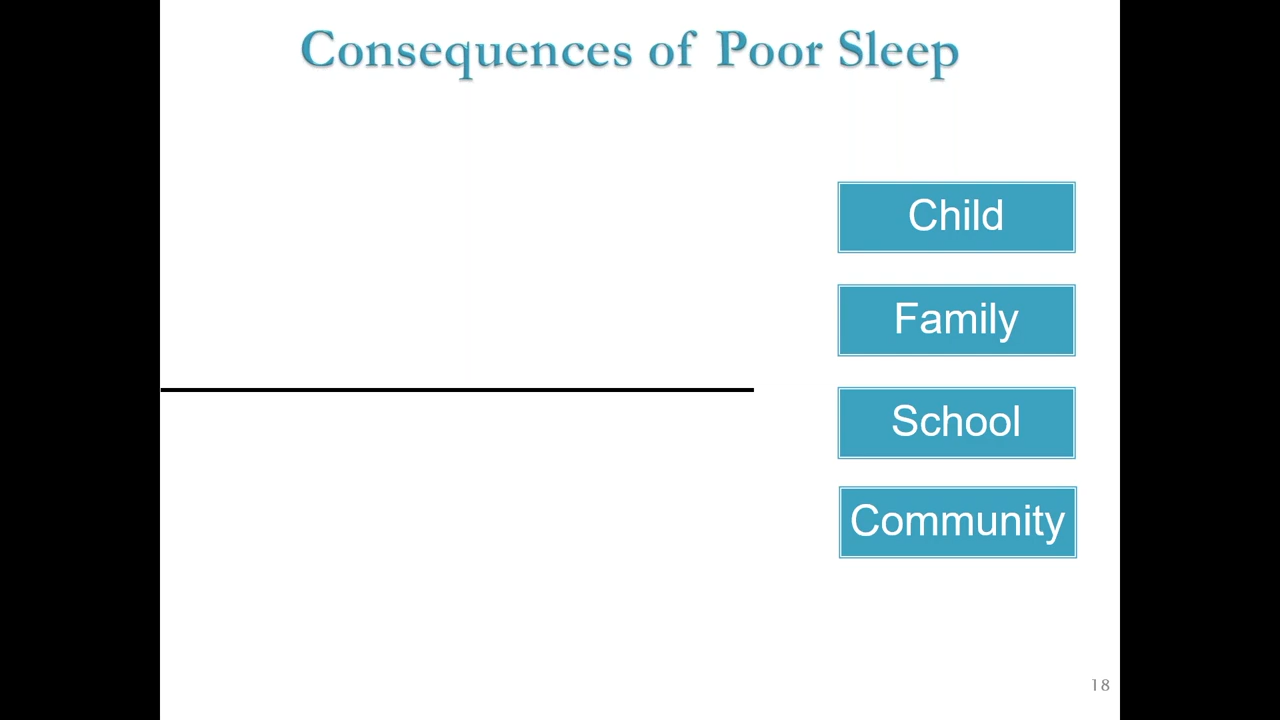 Consequences of Poor Sleep
Child
Family
School
Community
18